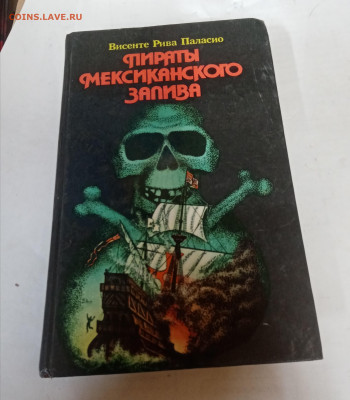 COINS.LAVE.RU
Висенте Рива Паласио
ПИРАТЫ
МЕКСИКАНСКОГО
ЗАЛИВА